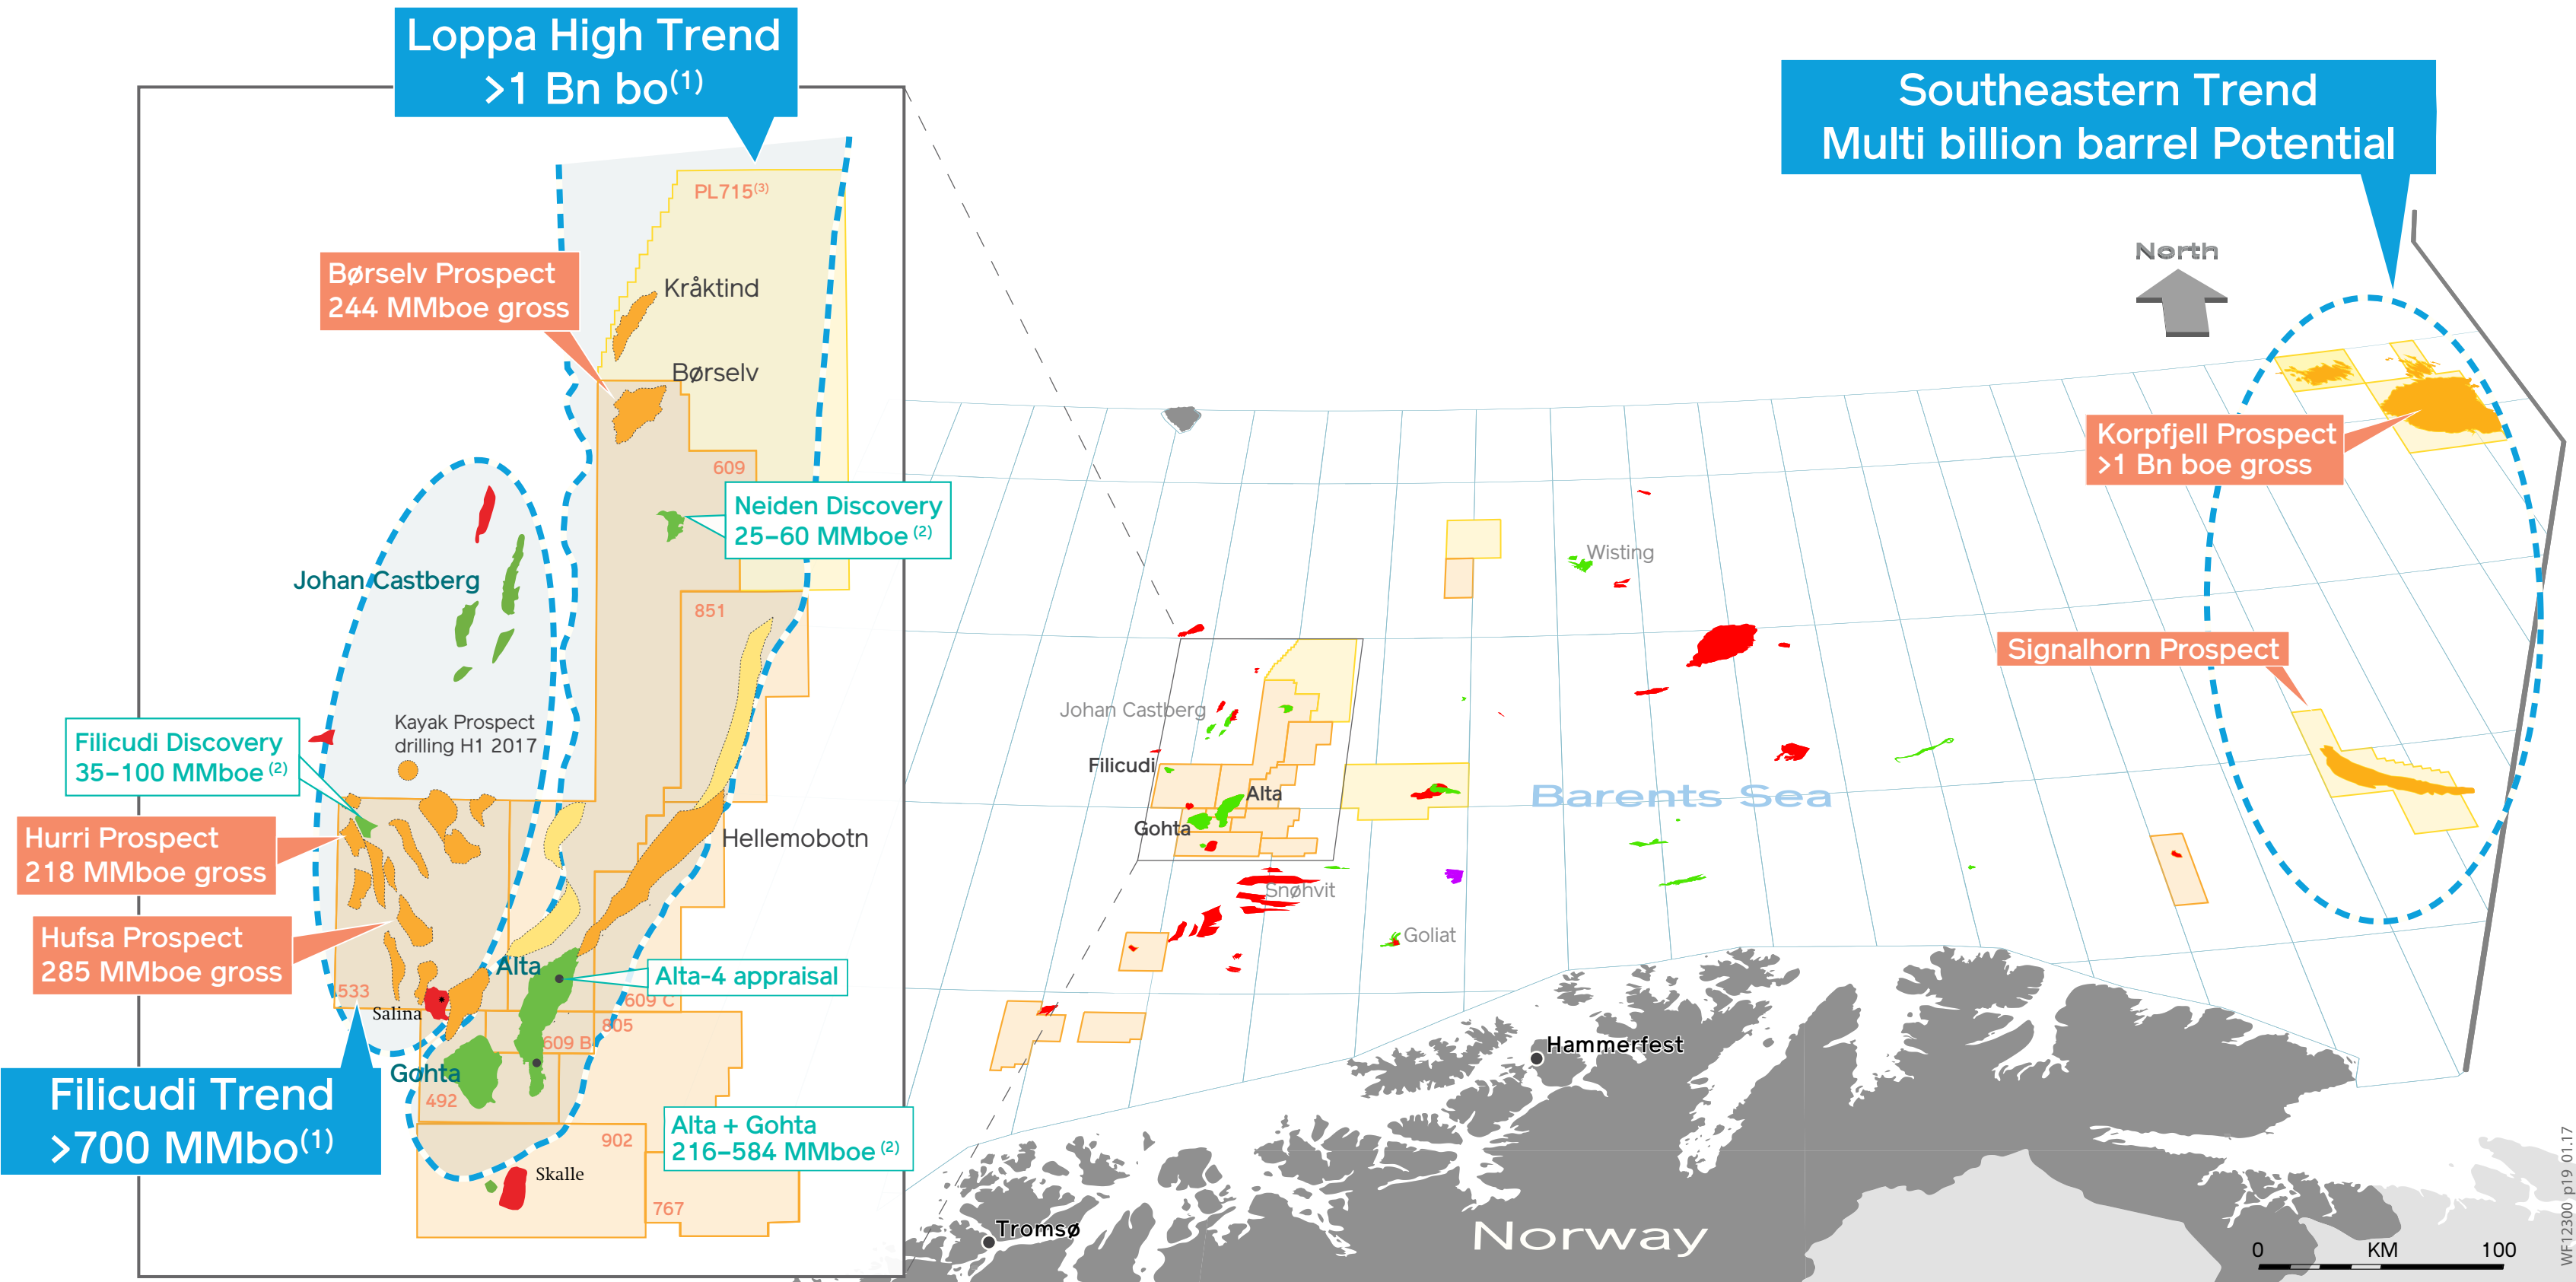 Loppa High Trend
>1 Bn bo(1)
Southeastern Trend
Multi billion barrel Potential
PL715(3)
North
Børselv Prospect
244 MMboe gross
Kråktind
Børselv
609
Korpfjell Prospect
>1 Bn boe gross
Neiden Discovery
25–60 MMboe (2)
Wisting
Johan Castberg
851
Signalhorn Prospect
Johan Castberg
Kayak Prospect
drilling H1 2017
Filicudi Discovery
35–100 MMboe (2)
Filicudi
Alta
Barents Sea
Gohta
Hurri Prospect
218 MMboe gross
Hellemobotn
Snøhvit
Hufsa Prospect
285 MMboe gross
Goliat
Alta
Alta-4 appraisal
533
609 C
Salina
805
609 B
Hammerfest
Gohta
492
Filicudi Trend
>700 MMbo(1)
Alta + Gohta
216–584 MMboe (2)
902
Skalle
767
Tromsø
Norway
0 KM 100
WF12300 p19 01.17